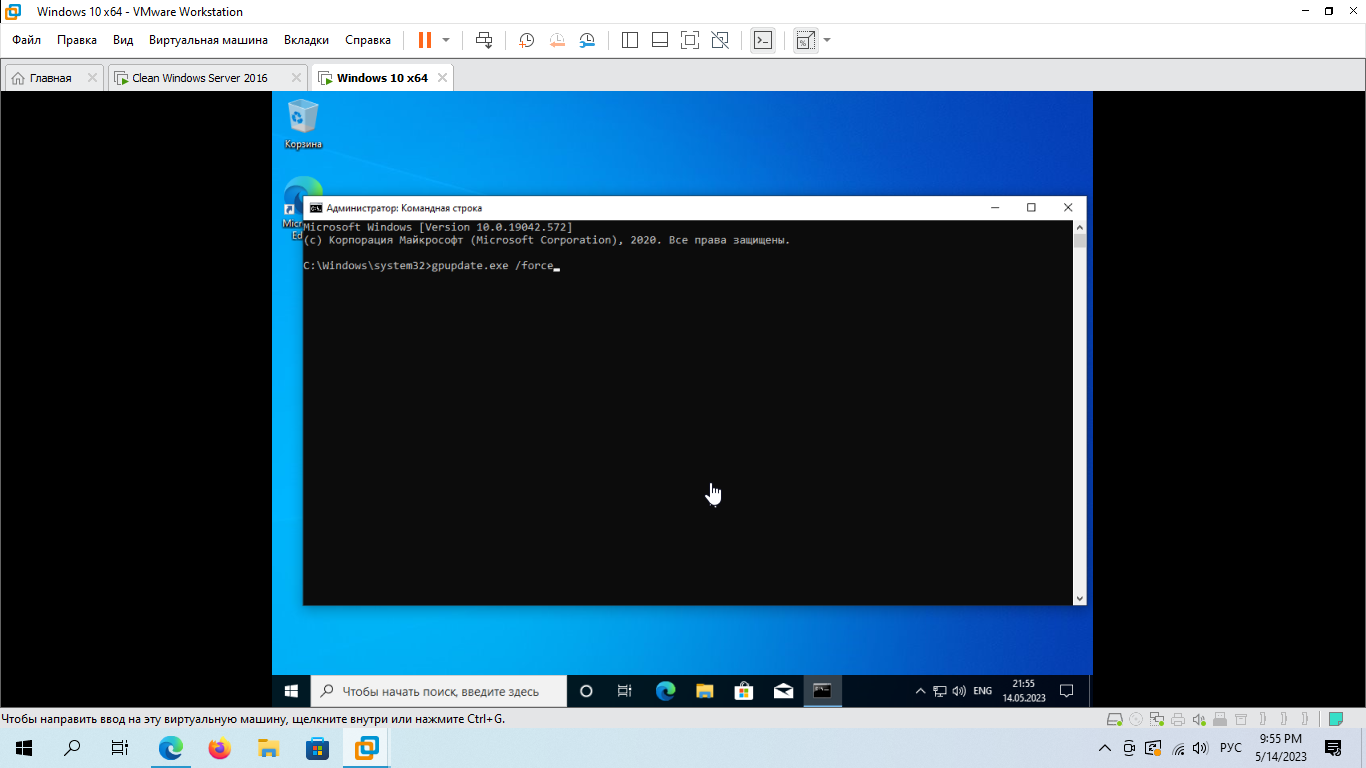 Windows 10 x64 - VMware Workstation
Файл Правка Вид Виртуальная машина Вкладки Справка
Главная Clean Windows Server 2016 Windows 10 x64
Корзина
Администратор: Командная строка
Microsoft Windows [Version 10.0.19042.572]
(c) Корпорация Майкрософт (Microsoft Corporation), 2020. Все права защищены.
C:\Windows\system32>gpupdate.exe /force
Чтобы начать поиск, введите здесь
ENG
21:55
14.05.2023
Чтобы направить ввод на эту виртуальную машину, щелкните внутри или нажмите Ctrl+G.
РУС
9:55 PM
5/14/2023